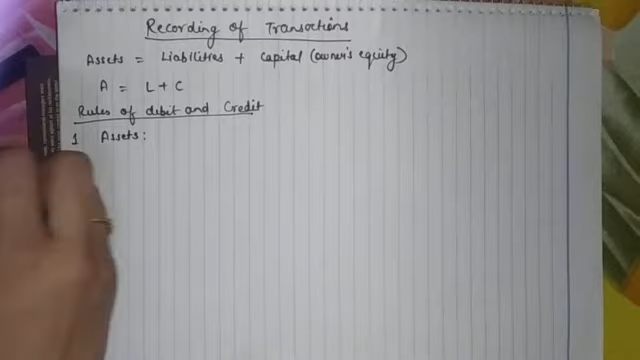 Recording of Transactions
Assets = Liabilities + Capital (owner's equity)
A = L + C
Rules of debit and Credit
1 Assets: